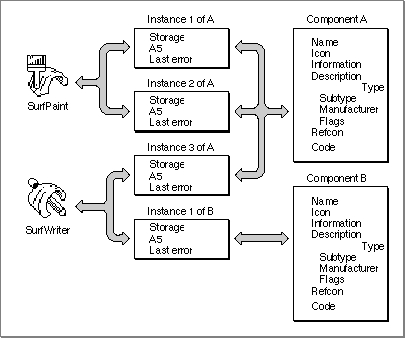 Instance 1 of A
Storage
A5
Last error
SurfPaint
Instance 2 of A
Storage
A5
Last error
Instance 3 of A
Storage
A5
Last error
SurfWriter
Instance 1 of B
Storage
A5
Last error
Component A
Name
Icon
Information
Description
Type
Subtype
Manufacturer
Flags
Refcon
Code
Component B
Name
Icon
Information
Description
Type
Subtype
Manufacturer
Flags
Refcon
Code